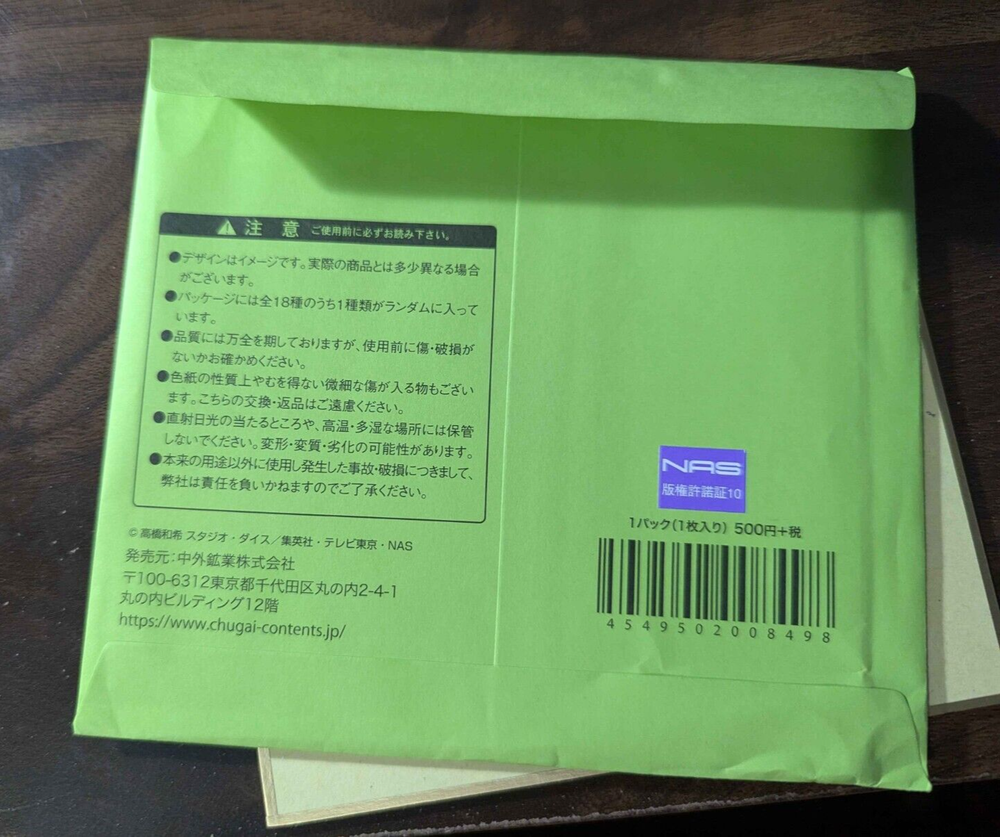 注 意 ご使用前に必ずお読み下さい。
●デザインはイメージです。実際の商品とは多少異なる場合
がございます。
●パッケージには全18種のうち1種類がランダムに入って
います。
●品質には万全を期しておりますが、使用前に傷・破損が
ないかお確かめください。
●色紙の性質上やむを得ない微細な傷が入る物もござい
ます。こちらの交換・返品はご遠慮ください。
●直射日光の当たるところや、高温・多湿な場所には保管
しないでください。変形・変質・劣化の可能性があります。
●本来の用途以外に使用し発生した事故・破損につきまして、
弊社は責任を負いかねますのでご了承ください。
© 高橋和希 スタジオ・ダイス／集英社・テレビ東京・NAS
発売元：中外鉱業株式会社
〒100-6312東京都千代田区丸の内2-4-1
丸の内ビルディング12階
https://www.chugai-contents.jp/
NAS
版権許諾証10
1パック(1枚入り) 500円+税
4549502008498